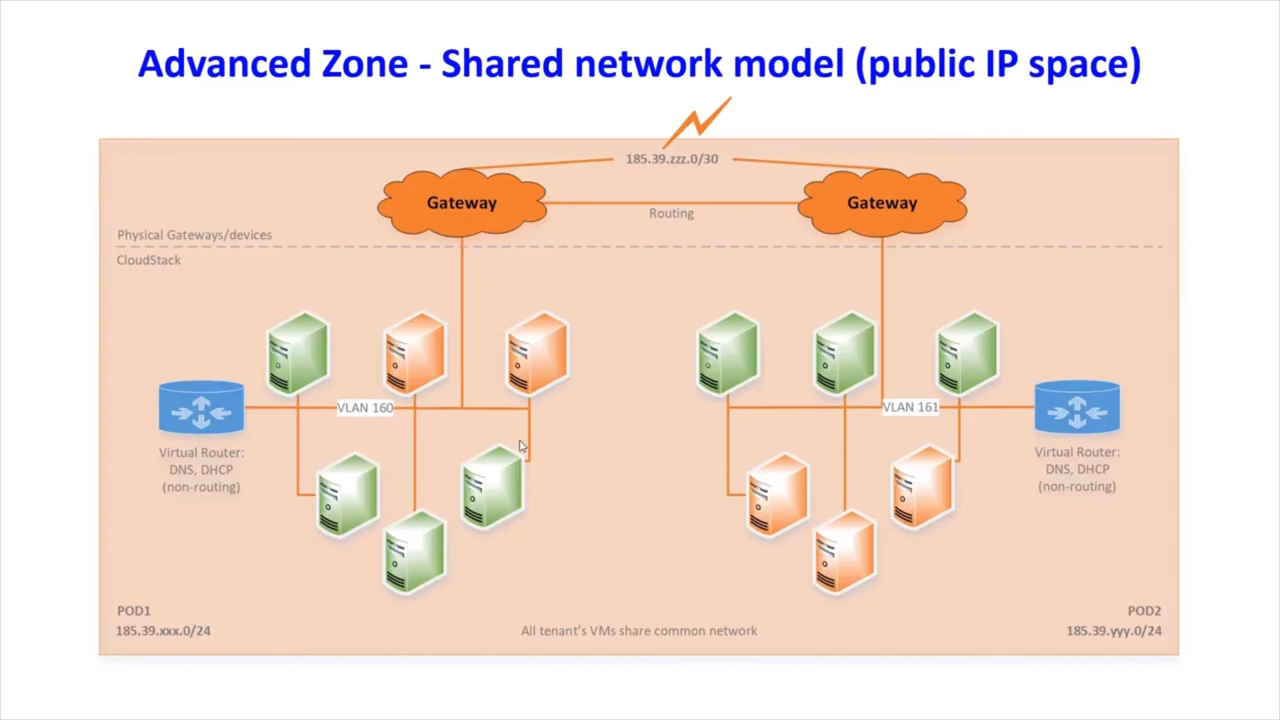 Advanced Zone - Shared network model (public IP space)
185.39.zzz.0/30
Gateway
Gateway
Routing
Physical Gateways/devices
CloudStack
VLAN 160
VLAN 161
Virtual Router:
DNS, DHCP
(non-routing)
Virtual Router:
DNS, DHCP
(non-routing)
POD1
185.39.xxx.0/24
All tenant's VMs share common network
POD2
185.39.yyy.0/24